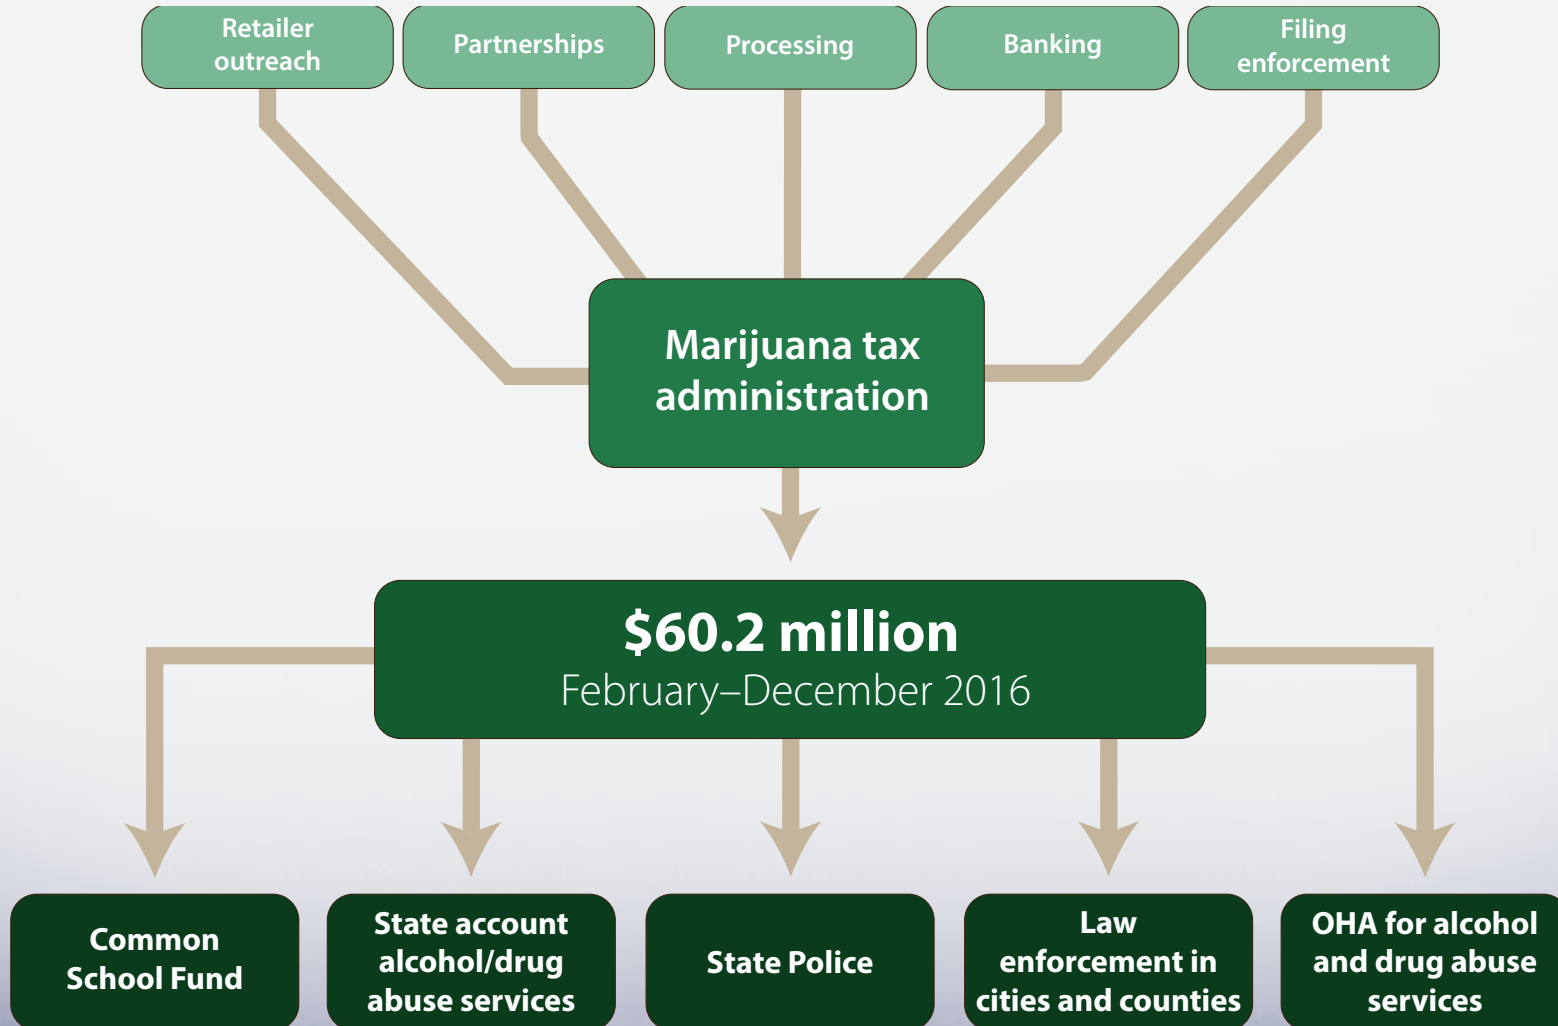 Retailer
outreach
Partnerships
Processing
Banking
Filing
enforcement
Marijuana tax
administration
$60.2 million
February–December 2016
Common
School Fund
State account
alcohol/drug
abuse services
State Police
Law
enforcement in
cities and counties
OHA for alcohol
and drug abuse
services